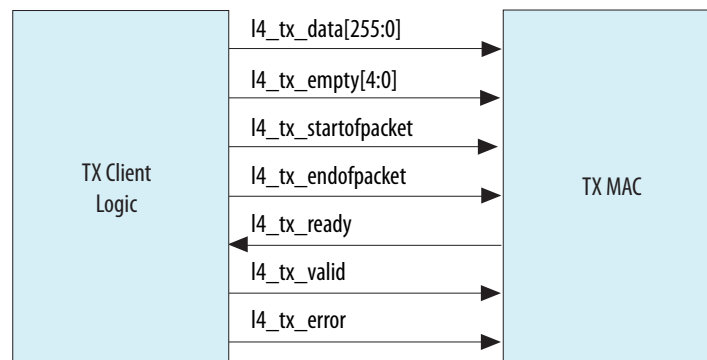 l4_tx_data[255:0]
l4_tx_empty[4:0]
l4_tx_startofpacket
l4_tx_endofpacket
l4_tx_ready
l4_tx_valid
l4_tx_error
TX Client
Logic
TX MAC